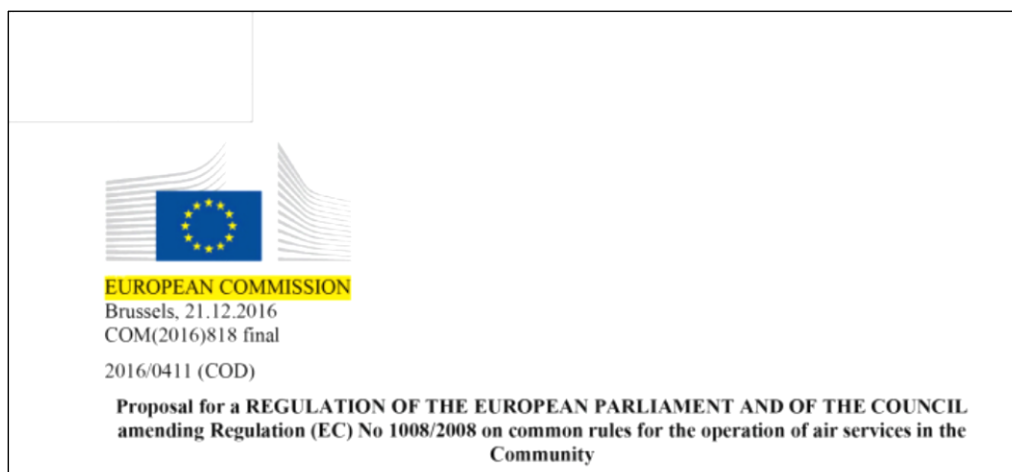 EUROPEAN COMMISSION
Brussels, 21.12.2016
COM(2016)818 final
2016/0411 (COD)
Proposal for a REGULATION OF THE EUROPEAN PARLIAMENT AND OF THE COUNCIL
amending Regulation (EC) No 1008/2008 on common rules for the operation of air services in the
Community